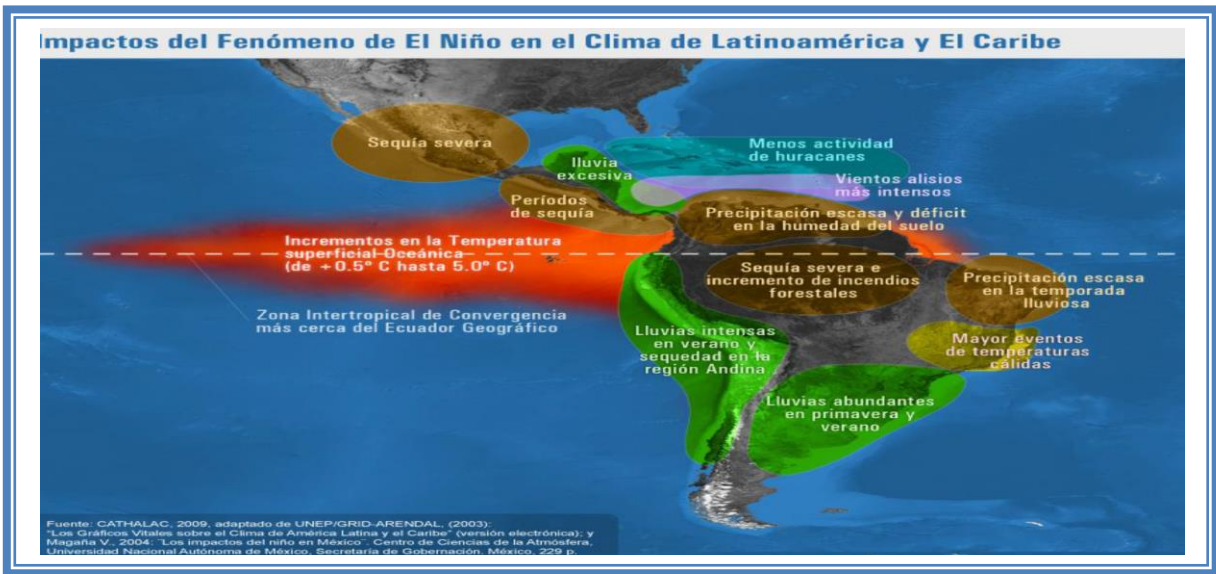 Impactos del Fenómeno de El Niño en el Clima de Latinoamérica y El Caribe
Sequía severa
lluvia
excesiva
Menos actividad
de huracanes
Vientos alisios
más intensos
Períodos
de sequía
Precipitación escasa y déficit
en la humedad del suelo
Incrementos en la Temperatura
superficial Oceánica
(de +0.5° C hasta 5.0° C)
Sequía severa e
incremento de incendios
forestales
Precipitación escasa
en la temporada
lluviosa
Zona Intertropical de Convergencia
más cerca del Ecuador Geográfico
Lluvias intensas
en verano y
sequedad en la
región Andina
Mayor eventos
de temperaturas
cálidas
Lluvias abundantes
en primavera y
verano
Fuente: CATHALAC, 2009, adaptado de UNEP/GRID-ARENDAL, (2003):
"Los Gráficos Vitales sobre el Clima de América Latina y el Caribe" (versión electrónica); y
Magaña V., 2004: "Los impactos del niño en México". Centro de Ciencias de la Atmósfera,
Universidad Nacional Autónoma de México, Secretaría de Gobernación. México, 229 p.